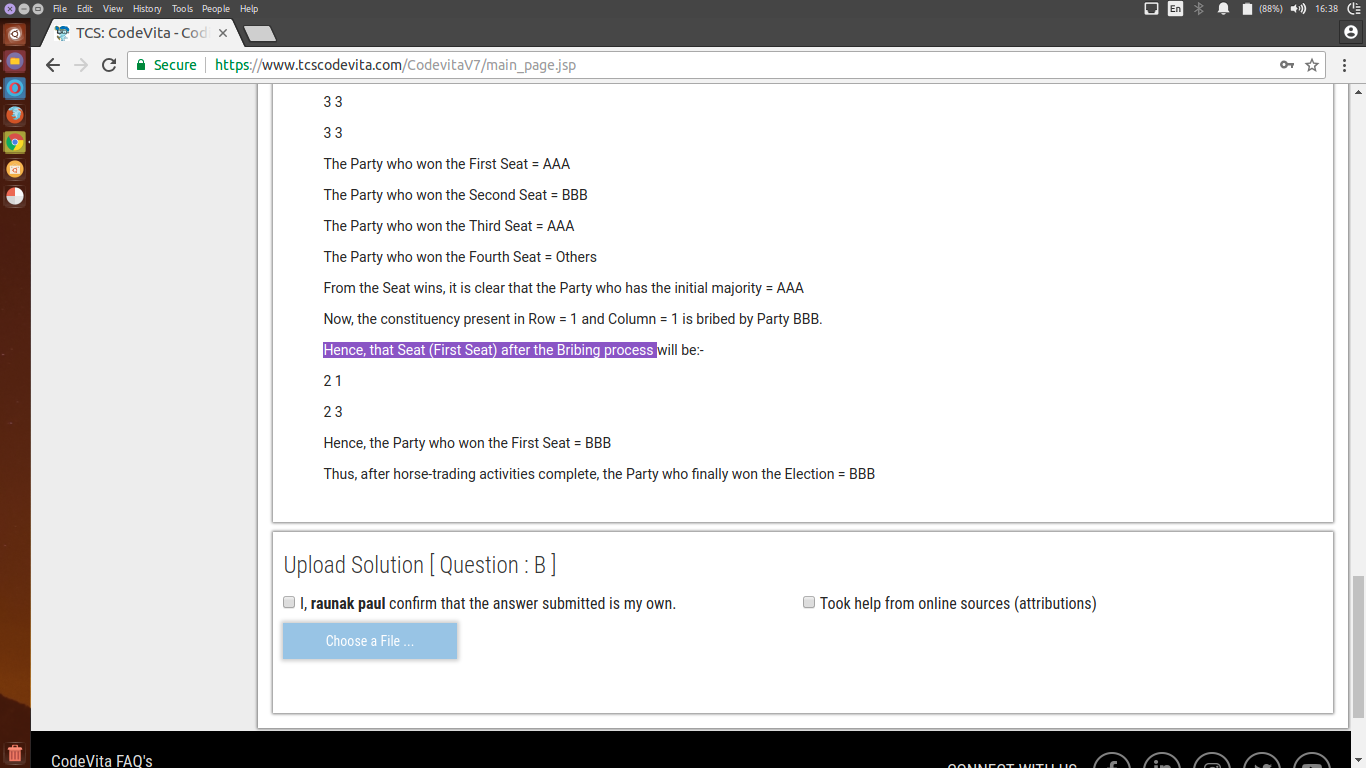 File Edit View History Tools People Help
En (88%) 16:38
TCS: CodeVita - Cod
Secure https://www.tcscodevita.com/CodevitaV7/main_page.jsp
3 3
3 3
The Party who won the First Seat = AAA
The Party who won the Second Seat = BBB
The Party who won the Third Seat = AAA
The Party who won the Fourth Seat = Others
From the Seat wins, it is clear that the Party who has the initial majority = AAA
Now, the constituency present in Row = 1 and Column = 1 is bribed by Party BBB.
Hence, that Seat (First Seat) after the Bribing process will be:-
2 1
2 3
Hence, the Party who won the First Seat = BBB
Thus, after horse-trading activities complete, the Party who finally won the Election = BBB
Upload Solution [ Question : B ]
I, raunak paul confirm that the answer submitted is my own.
Took help from online sources (attributions)
Choose a File ...
CodeVita FAQ's
CONNECT WITH US